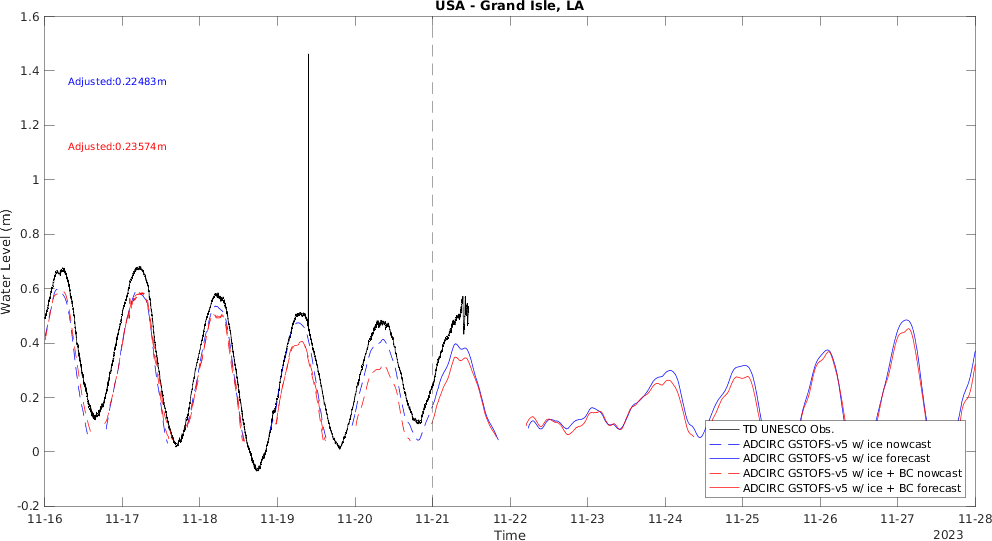 USA - Grand Isle, LA
1.6
1.4
1.2
1
0.8
0.6
0.4
0.2
0
-0.2
Water Level (m)
Adjusted:0.22483m
Adjusted:0.23574m
TD UNESCO Obs.
ADCIRC GSTOFS-v5 w/ ice nowcast
ADCIRC GSTOFS-v5 w/ ice forecast
ADCIRC GSTOFS-v5 w/ ice + BC nowcast
ADCIRC GSTOFS-v5 w/ ice + BC forecast
11-16 11-17 11-18 11-19 11-20 11-21 11-22 11-23 11-24 11-25 11-26 11-27 11-28
Time
2023